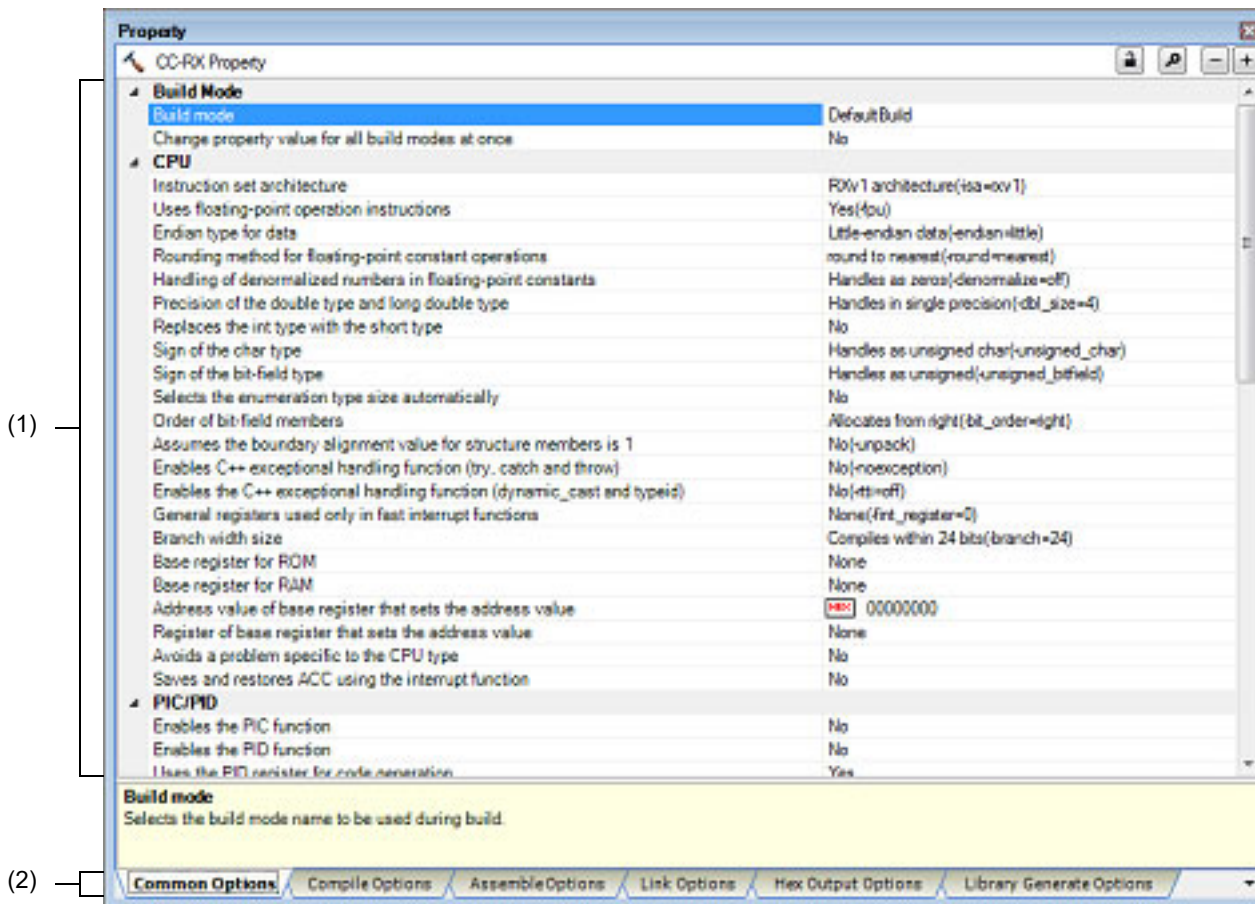 Property
CC-RX Property
(1)
Build Mode
Build mode DefaultBuild
Change property value for all build modes at once No
CPU
Instruction set architecture RXv1 architecture(-isa=rxv1)
Uses floating-point operation instructions Yes(-fpu)
Endian type for data Little-endian data(-endian=little)
Rounding method for floating-point constant operations round to nearest(-round=nearest)
Handling of denormalized numbers in floating-point constants Handles as zeros(-denormalize=off)
Precision of the double type and long double type Handles in single precision(-dbl_size=4)
Replaces the int type with the short type No
Sign of the char type Handles as unsigned char(-unsigned_char)
Sign of the bit-field type Handles as unsigned(-unsigned_bitfield)
Selects the enumeration type size automatically No
Order of bit-field members Allocates from right(-bit_order=right)
Assumes the boundary alignment value for structure members is 1 No(-unpack)
Enables C++ exceptional handling function (try, catch and throw) No(-noexception)
Enables the C++ exceptional handling function (dynamic_cast and typeid) No(-rtti=off)
General registers used only in fast interrupt functions None(-fint_register=0)
Branch width size Compiles within 24 bits(-branch=24)
Base register for ROM None
Base register for RAM None
Address value of base register that sets the address value HEX 00000000
Register of base register that sets the address value None
Avoids a problem specific to the CPU type No
Saves and restores ACC using the interrupt function No
PIC/PID
Enables the PIC function No
Enables the PID function No
Uses the PID register for code generation Yes
Build mode
Selects the build mode name to be used during build.
(2)
Common Options Compile Options Assemble Options Link Options Hex Output Options Library Generate Options